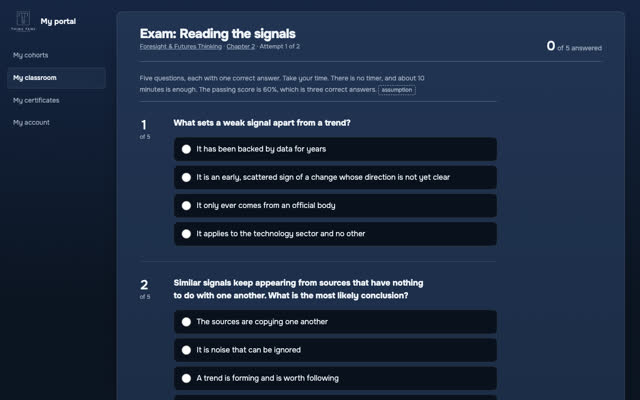 THINK FENS
My portal
My cohorts
My classroom
My certificates
My account
Exam: Reading the signals
Foresight & Futures Thinking · Chapter 2 · Attempt 1 of 2
0 of 5 answered
Five questions, each with one correct answer. Take your time. There is no timer, and about 10
minutes is enough. The passing score is 60%, which is three correct answers. assumption
1
of 5
What sets a weak signal apart from a trend?
It has been backed by data for years
It is an early, scattered sign of a change whose direction is not yet clear
It only ever comes from an official body
It applies to the technology sector and no other
2
of 5
Similar signals keep appearing from sources that have nothing
to do with one another. What is the most likely conclusion?
The sources are copying one another
It is noise that can be ignored
A trend is forming and is worth following